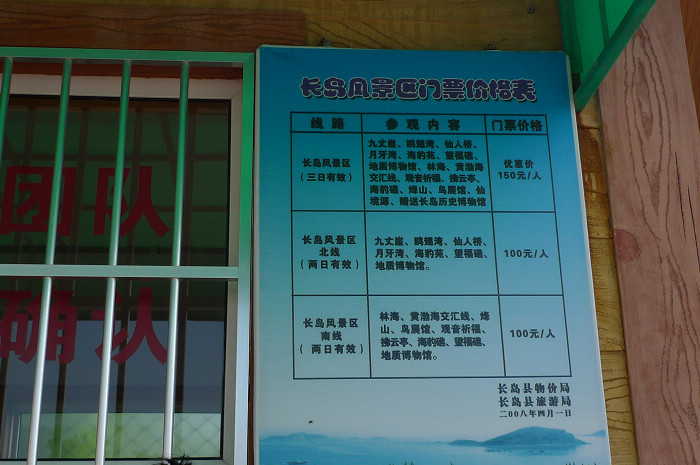 团队
确认
长岛风景区门票价格表
线路 参观内容 门票价格
长岛风景区
（三日有效）
九丈崖、鸥翅湾、仙人桥、
月牙湾、海豹苑、望福礁、
地质博物馆、林海、黄渤海
交汇线、观音祈福、拂云亭、
海豹礁、烽山、鸟展馆、仙
境源、赠送长岛历史博物馆
优惠价
150元/人
长岛风景区
北线
（两日有效）
九丈崖、鸥翅湾、仙人桥、
月牙湾、海豹苑、望福礁、
地质博物馆。
100元/人
长岛风景区
南线
（两日有效）
林海、黄渤海交汇线、烽
山、鸟展馆、观音祈福、
拂云亭、海豹礁、望福礁、
地质博物馆。
100元/人
长岛县物价局
长岛县旅游局
二00八年四月一日